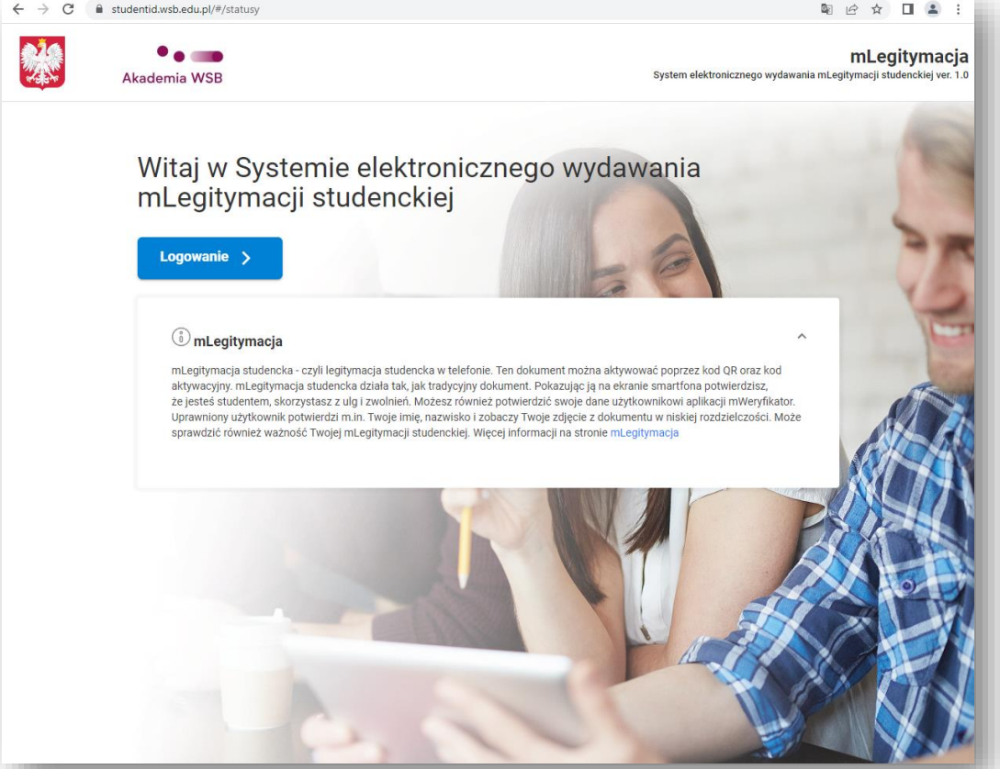 studentid.wsb.edu.pl/#/statusy
Akademia WSB
mLegitymacja
System elektronicznego wydawania mLegitymacji studenckiej ver. 1.0
Witaj w Systemie elektronicznego wydawania
mLegitymacji studenckiej
Logowanie
mLegitymacja
mLegitymacja studencka - czyli legitymacja studencka w telefonie. Ten dokument można aktywować poprzez kod QR oraz kod
aktywacyjny. mLegitymacja studencka działa tak, jak tradycyjny dokument. Pokazując ją na ekranie smartfona potwierdzisz,
że jesteś studentem, skorzystasz z ulg i zwolnień. Możesz również potwierdzić swoje dane użytkownikowi aplikacji mWeryfikator.
Uprawniony użytkownik potwierdzi m.in. Twoje imię, nazwisko i zobaczy Twoje zdjęcie z dokumentu w niskiej rozdzielczości. Może
sprawdzić również ważność Twojej mLegitymacji studenckiej. Więcej informacji na stronie mLegitymacja